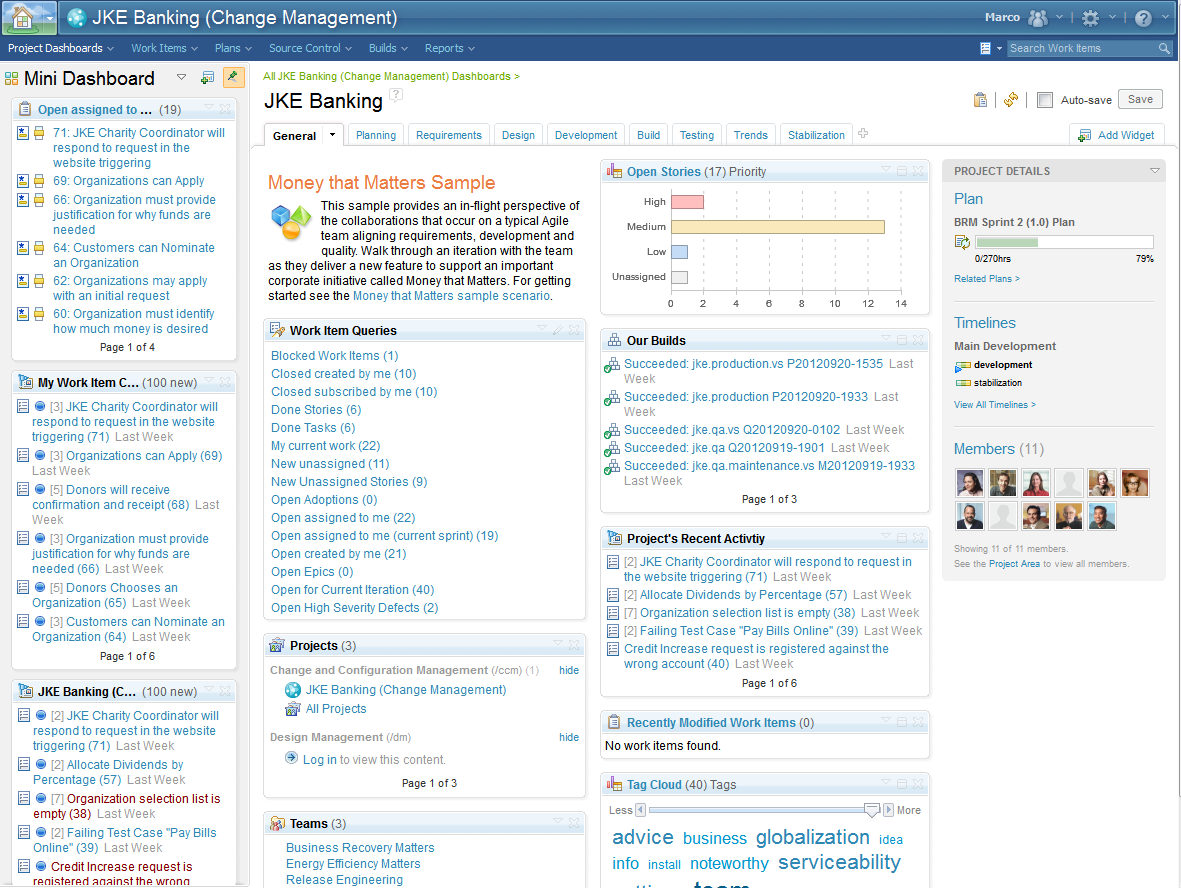 JKE Banking (Change Management)
Marco
Project Dashboards
Work Items
Plans
Source Control
Builds
Reports
Search Work Items
Mini Dashboard
Open assigned to ... (19)
71: JKE Charity Coordinator will
respond to request in the
website triggering
69: Organizations can Apply
66: Organization must provide
justification for why funds are
needed
64: Customers can Nominate
an Organization
62: Organizations may apply
with an initial request
60: Organization must identify
how much money is desired
Page 1 of 4
My Work Item C... (100 new)
[3] JKE Charity Coordinator will
respond to request in the website
triggering (71) Last Week
[3] Organizations can Apply (69)
Last Week
[5] Donors will receive
confirmation and receipt (68) Last
Week
[3] Organization must provide
justification for why funds are
needed (66) Last Week
[5] Donors Chooses an
Organization (65) Last Week
[3] Customers can Nominate an
Organization (64) Last Week
Page 1 of 6
JKE Banking (C... (100 new)
[2] JKE Charity Coordinator will
respond to request in the website
triggering (71) Last Week
[2] Allocate Dividends by
Percentage (57) Last Week
[7] Organization selection list is
empty (38) Last Week
[2] Failing Test Case "Pay Bills
Online" (39) Last Week
Credit Increase request is
registered against the wrong
All JKE Banking (Change Management) Dashboards >
JKE Banking
?
Auto-save
Save
General
Planning
Requirements
Design
Development
Build
Testing
Trends
Stabilization
Add Widget
Money that Matters Sample
This sample provides an in-flight perspective of
the collaborations that occur on a typical Agile
team aligning requirements, development and
quality. Walk through an iteration with the team
as they deliver a new feature to support an important
corporate initiative called Money that Matters. For getting
started see the Money that Matters sample scenario.
Work Item Queries
Blocked Work Items (1)
Closed created by me (10)
Closed subscribed by me (10)
Done Stories (6)
Done Tasks (6)
My current work (22)
New unassigned (11)
New Unassigned Stories (9)
Open Adoptions (0)
Open assigned to me (22)
Open assigned to me (current sprint) (19)
Open created by me (21)
Open Epics (0)
Open for Current Iteration (40)
Open High Severity Defects (2)
Projects (3)
Change and Configuration Management (/ccm) (1) hide
JKE Banking (Change Management)
All Projects
Design Management (/dm) hide
Log in to view this content.
Page 1 of 3
Teams (3)
Business Recovery Matters
Energy Efficiency Matters
Release Engineering
Open Stories (17) Priority
High
Medium
Low
Unassigned
0 2 4 6 8 10 12 14
Our Builds
Succeeded: jke.production.vs P20120920-1535 Last
Week
Succeeded: jke.production P20120920-1933 Last
Week
Succeeded: jke.qa.vs Q20120920-0102 Last Week
Succeeded: jke.qa Q20120919-1901 Last Week
Succeeded: jke.qa.maintenance.vs M20120919-1933
Last Week
Page 1 of 3
Project's Recent Activtiy
[2] JKE Charity Coordinator will respond to request in
the website triggering (71) Last Week
[2] Allocate Dividends by Percentage (57) Last Week
[7] Organization selection list is empty (38) Last Week
[2] Failing Test Case "Pay Bills Online" (39) Last Week
Credit Increase request is registered against the
wrong account (40) Last Week
Page 1 of 6
Recently Modified Work Items (0)
No work items found.
Tag Cloud (40) Tags
Less
More
advice business globalization idea
info install noteworthy serviceability
team
PROJECT DETAILS
Plan
BRM Sprint 2 (1.0) Plan
0/270hrs 79%
Related Plans >
Timelines
Main Development
development
stabilization
View All Timelines >
Members (11)
Showing 11 of 11 members.
See the Project Area to view all members.